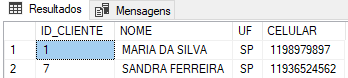 Resultados Mensagens
ID_CLIENTE NOME UF CELULAR
1 1 MARIA DA SILVA SP 1198979897
2 7 SANDRA FERREIRA SP 11936524562